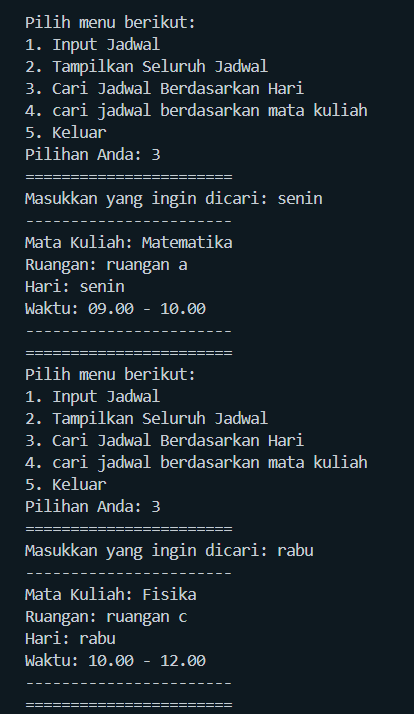 Pilih menu berikut:
1. Input Jadwal
2. Tampilkan Seluruh Jadwal
3. Cari Jadwal Berdasarkan Hari
4. cari jadwal berdasarkan mata kuliah
5. Keluar
Pilihan Anda: 3
=======================
Masukkan yang ingin dicari: senin
-----------------------
Mata Kuliah: Matematika
Ruangan: ruangan a
Hari: senin
Waktu: 09.00 - 10.00
-----------------------
=======================
Pilih menu berikut:
1. Input Jadwal
2. Tampilkan Seluruh Jadwal
3. Cari Jadwal Berdasarkan Hari
4. cari jadwal berdasarkan mata kuliah
5. Keluar
Pilihan Anda: 3
=======================
Masukkan yang ingin dicari: rabu
-----------------------
Mata Kuliah: Fisika
Ruangan: ruangan c
Hari: rabu
Waktu: 10.00 - 12.00
-----------------------
=======================